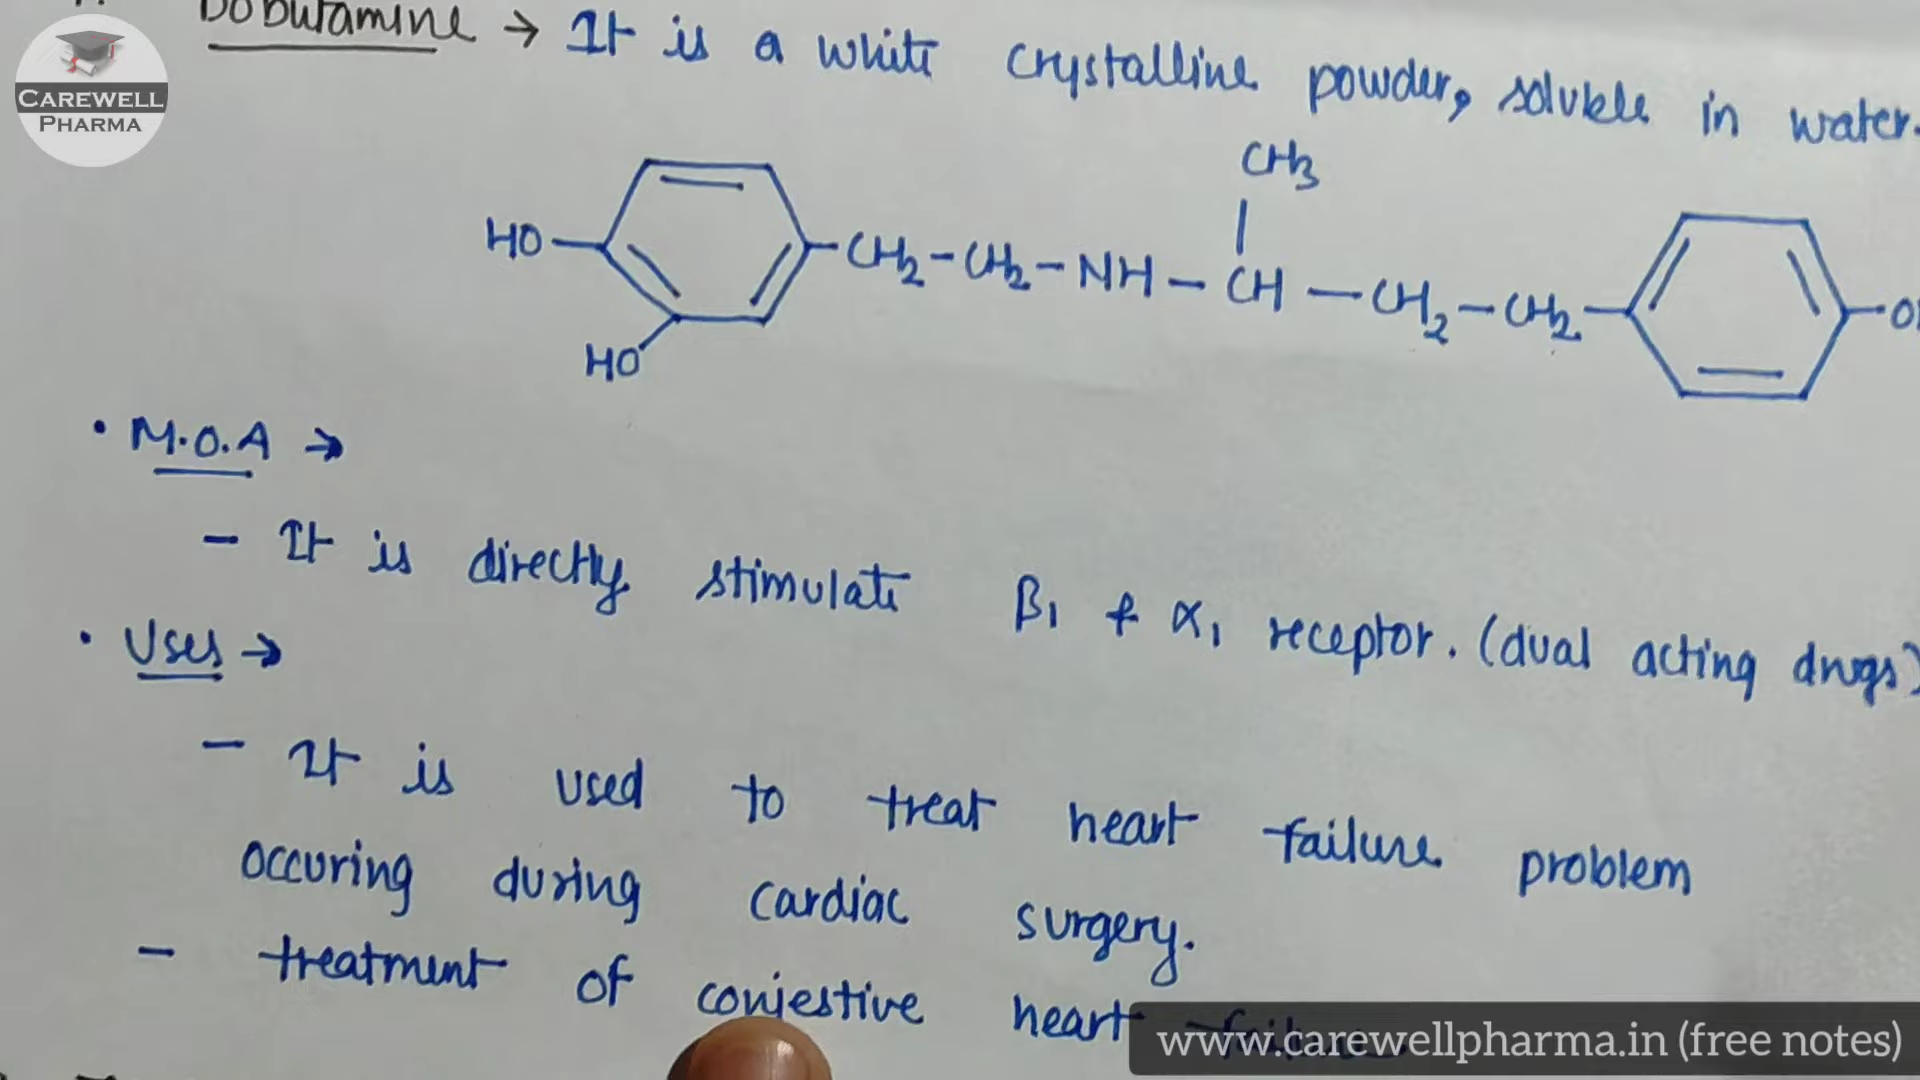 Dobutamine → It is a white crystalline powder, soluble in water.
CH3
HO CH2 - CH2 - NH - CH - CH2 - CH2
HO
• M.O.A →
- It is directly stimulate β1 & α1 receptor. (dual acting drugs)
• Uses →
- It is used to treat heart failure problem
occuring during cardiac surgery.
- treatment of conjestive heart failure
CAREWELL
PHARMA
www.carewellpharma.in (free notes)